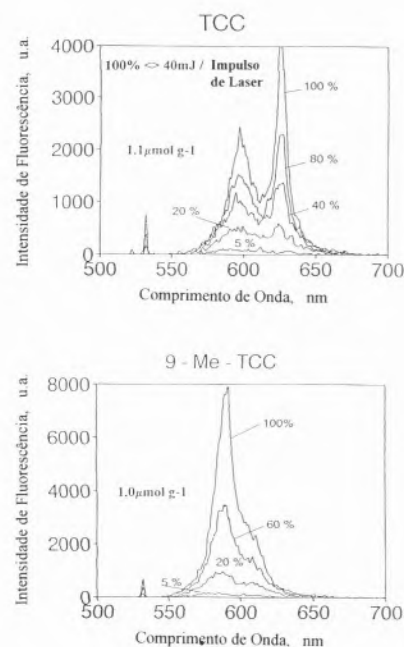 TCC
Intensidade de Fluorescência, u.a.
4000
3000
2000
1000
0
100% <> 40mJ / Impulso
de Laser
1.1µmol g-1
100 %
80 %
40 %
20 %
5 %
500
550
600
650
700
Comprimento de Onda, nm
9 - Me - TCC
Intensidade de Fluorescência, u.a.
8000
6000
4000
2000
0
1.0µmol g-1
100%
60 %
20 %
5 %
500
550
600
650
700
Comprimento de Onda, nm